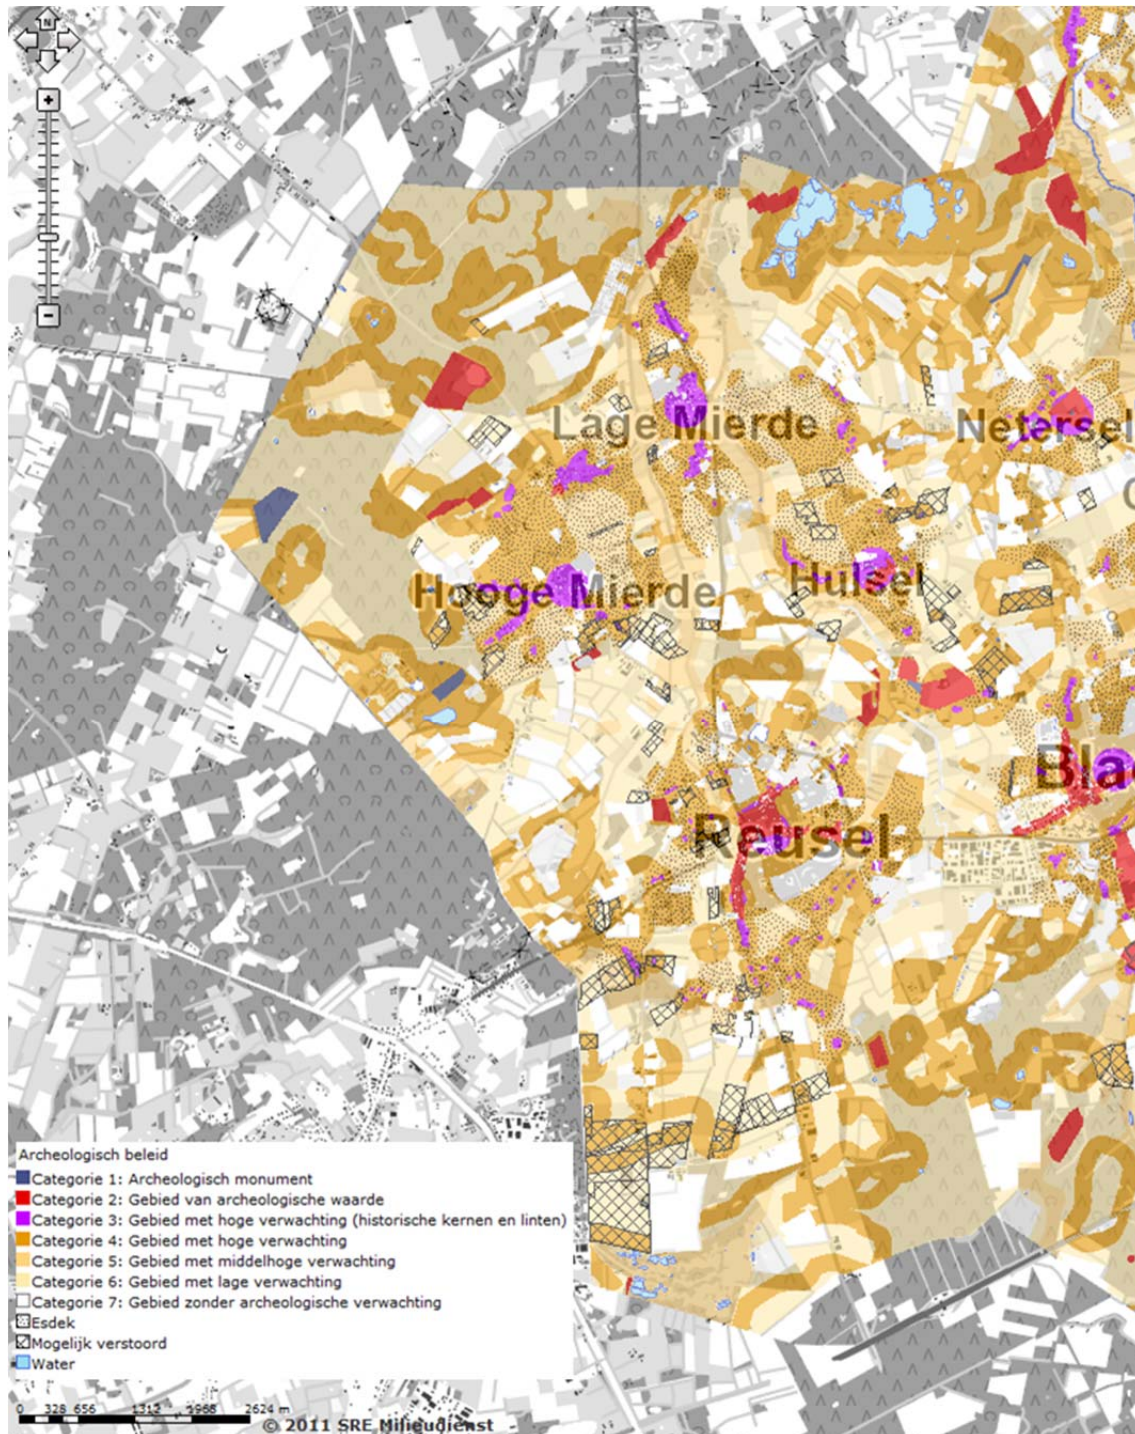 N
+
-
Lage Mierde
Netersel
Hooge Mierde
Hulsel
Bla
Reusel
Archeologisch beleid
Categorie 1: Archeologisch monument
Categorie 2: Gebied van archeologische waarde
Categorie 3: Gebied met hoge verwachting (historische kernen en linten)
Categorie 4: Gebied met hoge verwachting
Categorie 5: Gebied met middelhoge verwachting
Categorie 6: Gebied met lage verwachting
Categorie 7: Gebied zonder archeologische verwachting
Esdek
Mogelijk verstoord
Water
0 328 656 1312 1968 2624 m
© 2011 SRE Milieudienst